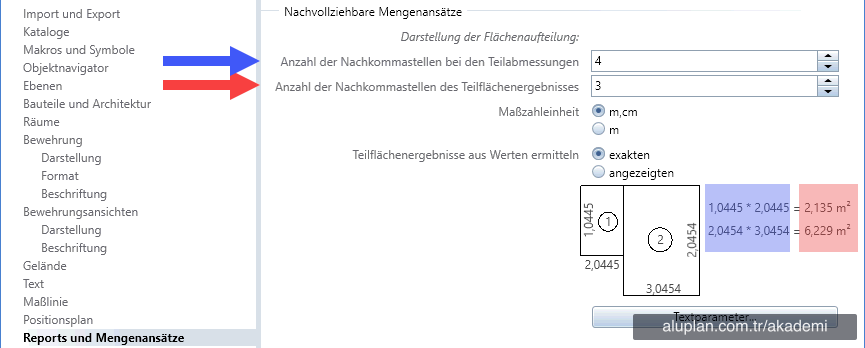 Import und Export
Kataloge
Makros und Symbole
Objektnavigator
Ebenen
Bauteile und Architektur
Räume
Bewehrung
Darstellung
Format
Beschriftung
Bewehrungsansichten
Darstellung
Beschriftung
Gelände
Text
Maßlinie
Positionsplan
Reports und Mengenansätze
Nachvollziehbare Mengenansätze
Darstellung der Flächenaufteilung:
Anzahl der Nachkommastellen bei den Teilabmessungen 4
Anzahl der Nachkommastellen des Teilflächenergebnisses 3
Maßzahleinheit m,cm
m
Teilflächenergebnisse aus Werten ermitteln exakten
angezeigten
1,0445
1
2,0445
2
2,0454
3,0454
1,0445 * 2,0445 = 2,135 m²
2,0454 * 3,0454 = 6,229 m²
Textparameter...
aluplan.com.tr/akademi